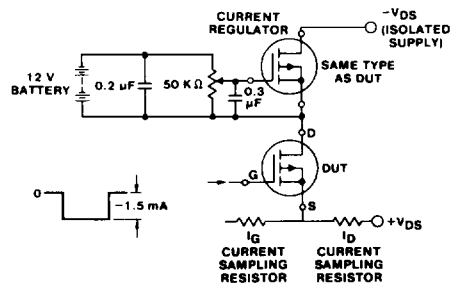 CURRENT
REGULATOR
−VDS
(ISOLATED
SUPPLY)
SAME TYPE
AS DUT
12 V
BATTERY
0.2 µF
50 KΩ
0.3
µF
D
G
DUT
S
0
−1.5 mA
+VDS
IG
CURRENT
SAMPLING
RESISTOR
ID
CURRENT
SAMPLING
RESISTOR